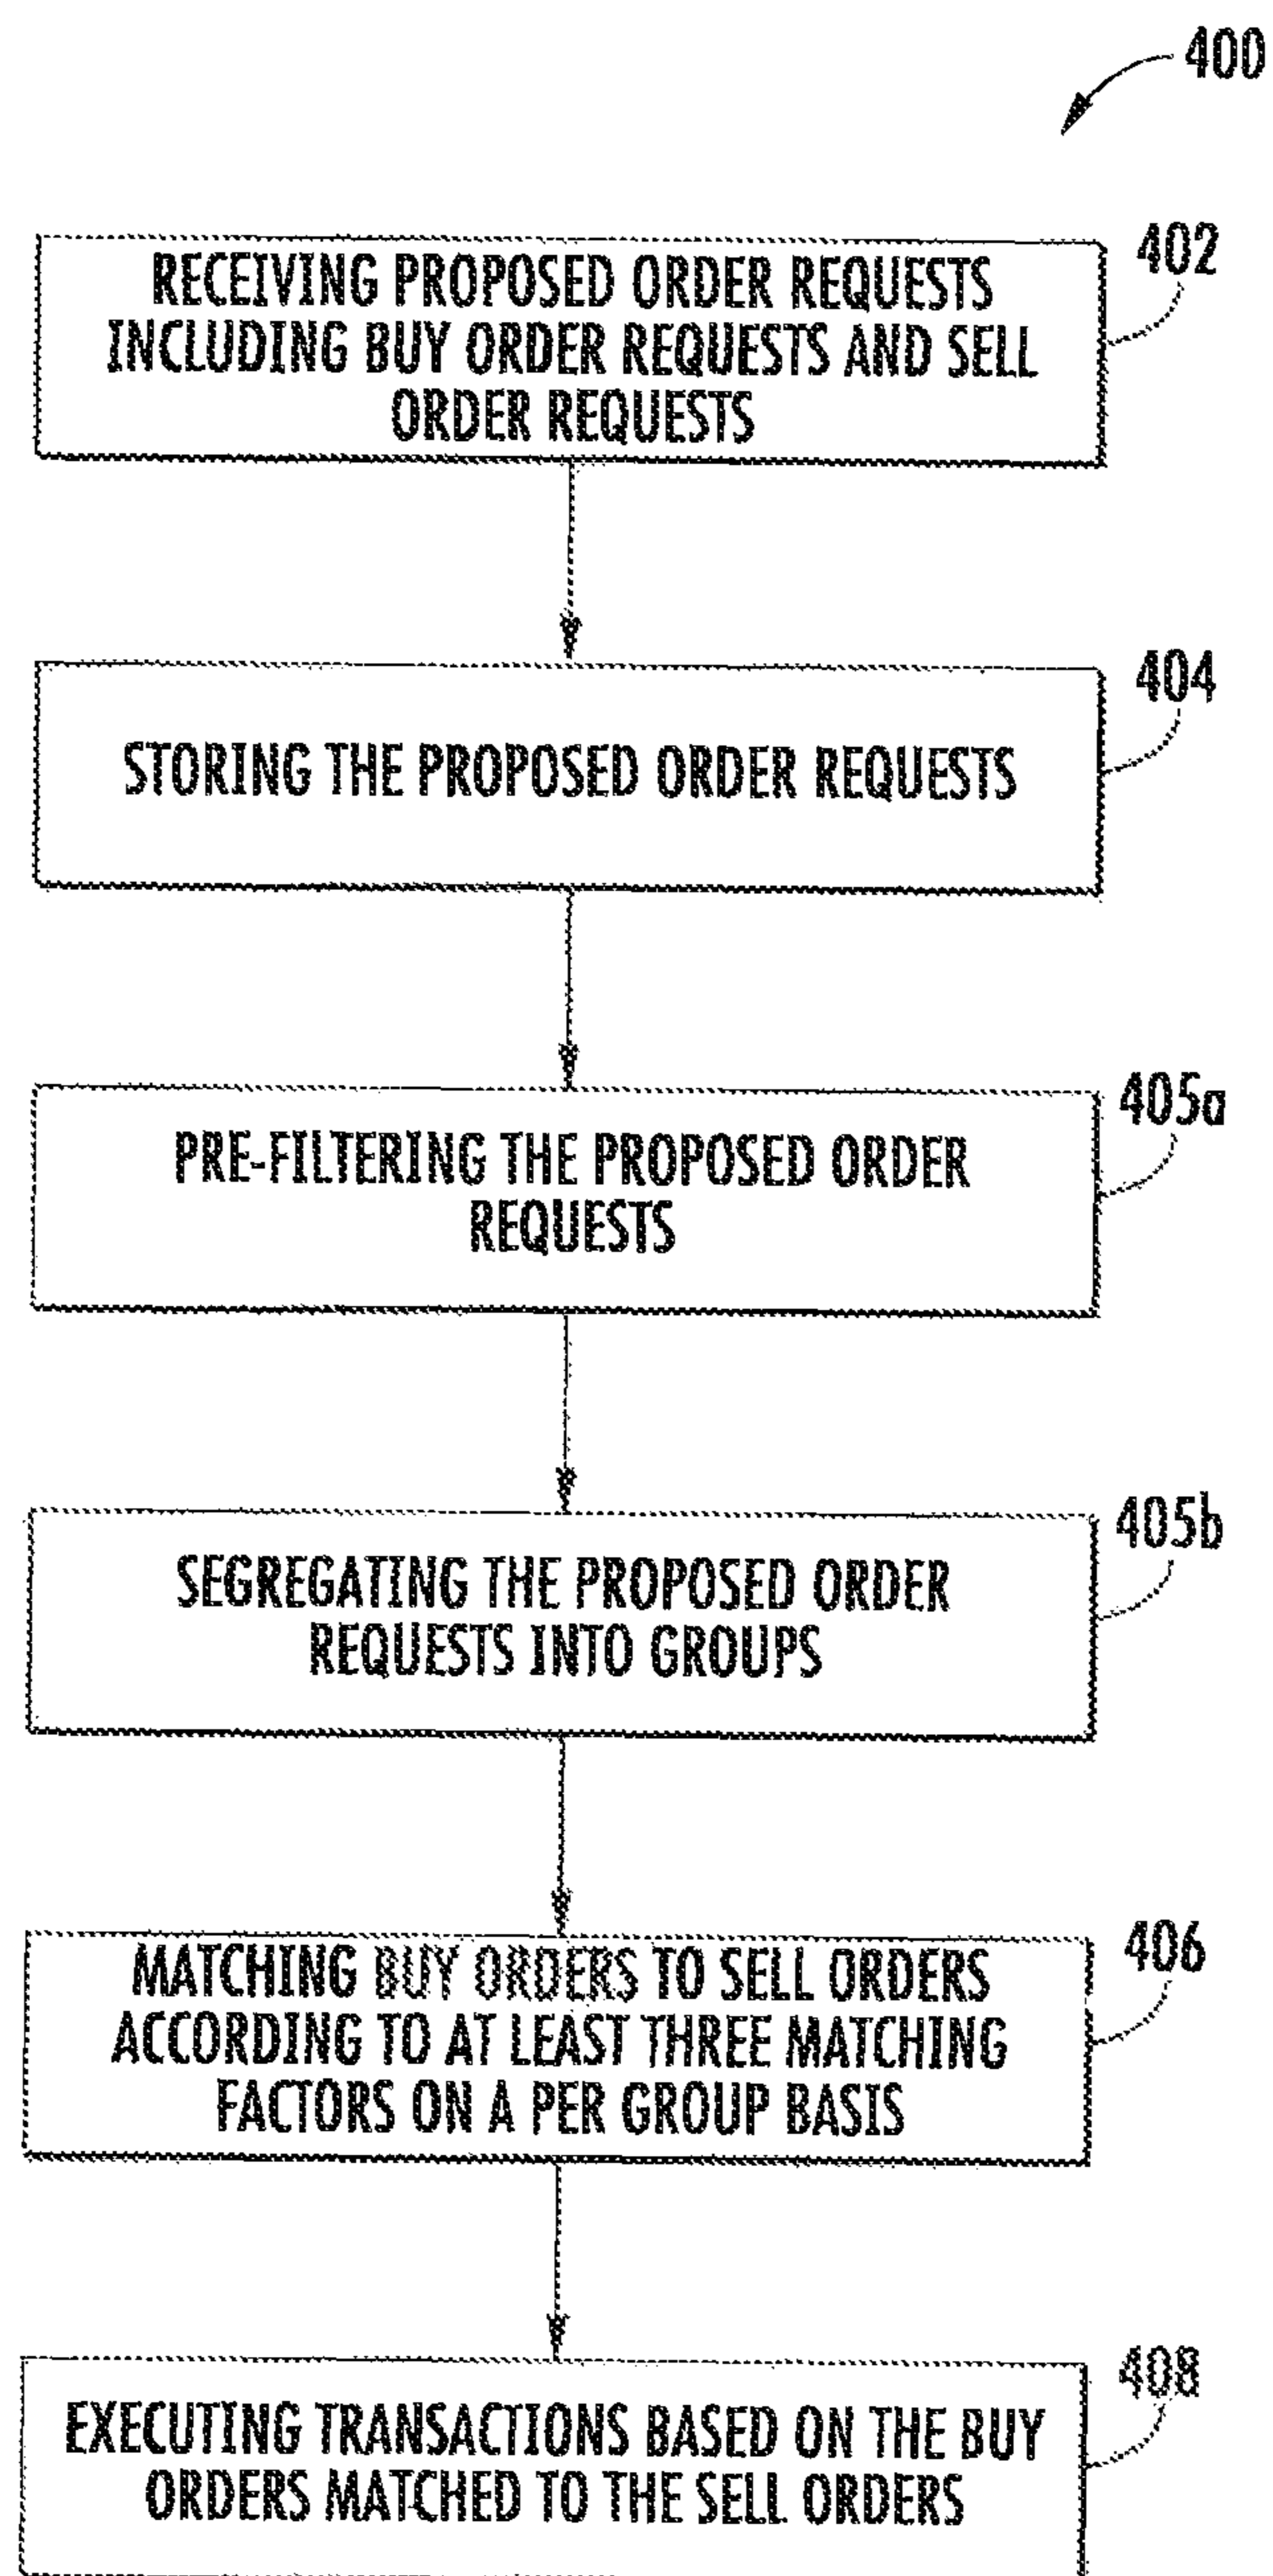 400
402
RECEIVING PROPOSED ORDER REQUESTS
INCLUDING BUY ORDER REQUESTS AND SELL
ORDER REQUESTS
404
STORING THE PROPOSED ORDER REQUESTS
405a
PRE-FILTERING THE PROPOSED ORDER
REQUESTS
405b
SEGREGATING THE PROPOSED ORDER
REQUESTS INTO GROUPS
406
MATCHING BUY ORDERS TO SELL ORDERS
ACCORDING TO AT LEAST THREE MATCHING
FACTORS ON A PER GROUP BASIS
408
EXECUTING TRANSACTIONS BASED ON THE BUY
ORDERS MATCHED TO THE SELL ORDERS